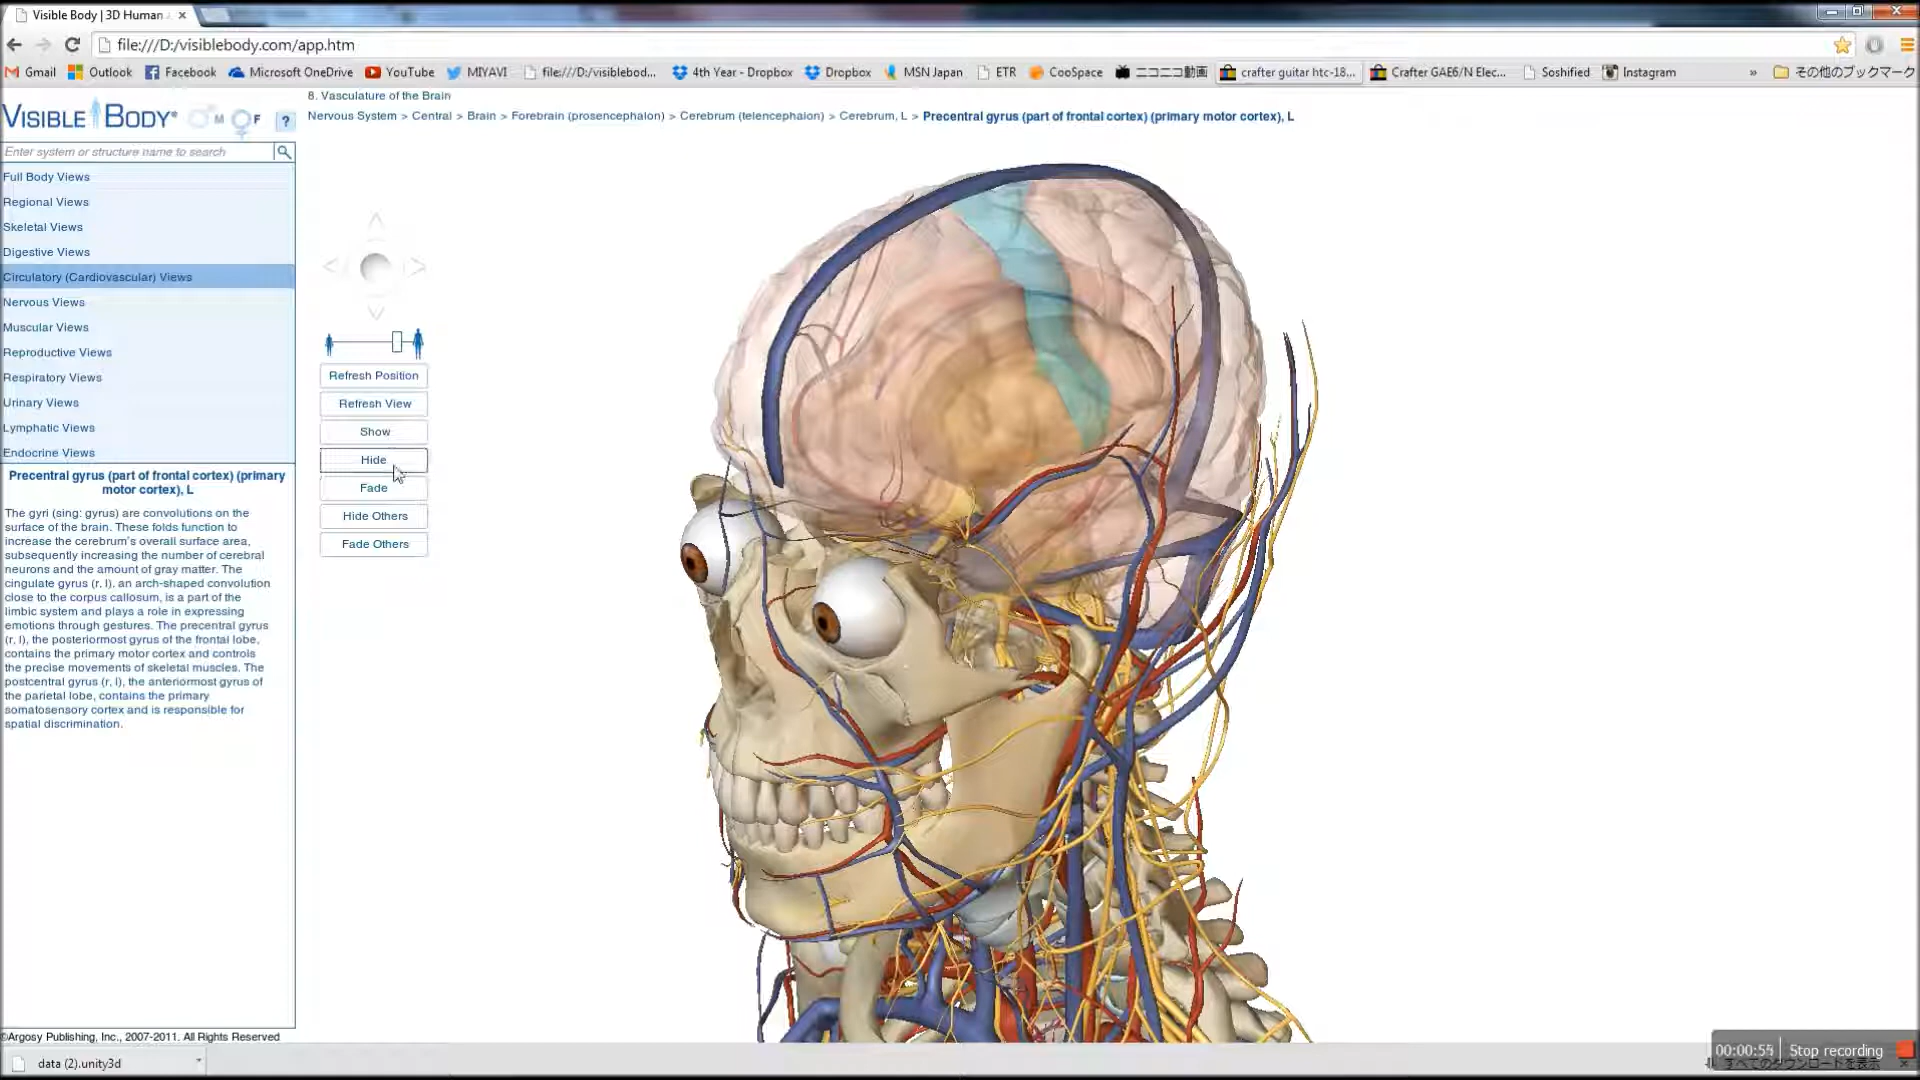 Visible Body | 3D Human
file:///D:/visiblebody.com/app.htm
Gmail Outlook Facebook Microsoft OneDrive YouTube MIYAVI file:///D:/visiblebod... 4th Year - Dropbox Dropbox MSN Japan ETR CooSpace ニコニコ動画 crafter guitar htc-18... Crafter GAE6/N Elec... Soshified Instagram » その他のブックマーク
8. Vasculature of the Brain
VISIBLE BODY M F ?
Nervous System > Central > Brain > Forebrain (prosencephalon) > Cerebrum (telencephalon) > Cerebrum, L > Precentral gyrus (part of frontal cortex) (primary motor cortex), L
Enter system or structure name to search
Full Body Views
Regional Views
Skeletal Views
Digestive Views
Circulatory (Cardiovascular) Views
Nervous Views
Muscular Views
Reproductive Views
Respiratory Views
Urinary Views
Lymphatic Views
Endocrine Views
Refresh Position
Refresh View
Show
Hide
Fade
Hide Others
Fade Others
Precentral gyrus (part of frontal cortex) (primary
motor cortex), L
The gyri (sing: gyrus) are convolutions on the
surface of the brain. These folds function to
increase the cerebrum's overall surface area,
subsequently increasing the number of cerebral
neurons and the amount of gray matter. The
cingulate gyrus (r, l), an arch-shaped convolution
close to the corpus callosum, is a part of the
limbic system and plays a role in expressing
emotions through gestures. The precentral gyrus
(r, l), the posteriormost gyrus of the frontal lobe,
contains the primary motor cortex and controls
the precise movements of skeletal muscles. The
postcentral gyrus (r, l), the anteriormost gyrus of
the parietal lobe, contains the primary
somatosensory cortex and is responsible for
spatial discrimination.
©Argosy Publishing, Inc., 2007-2011. All Rights Reserved
data (2).unity3d
Stop recording
すべてのダウンロードを表示